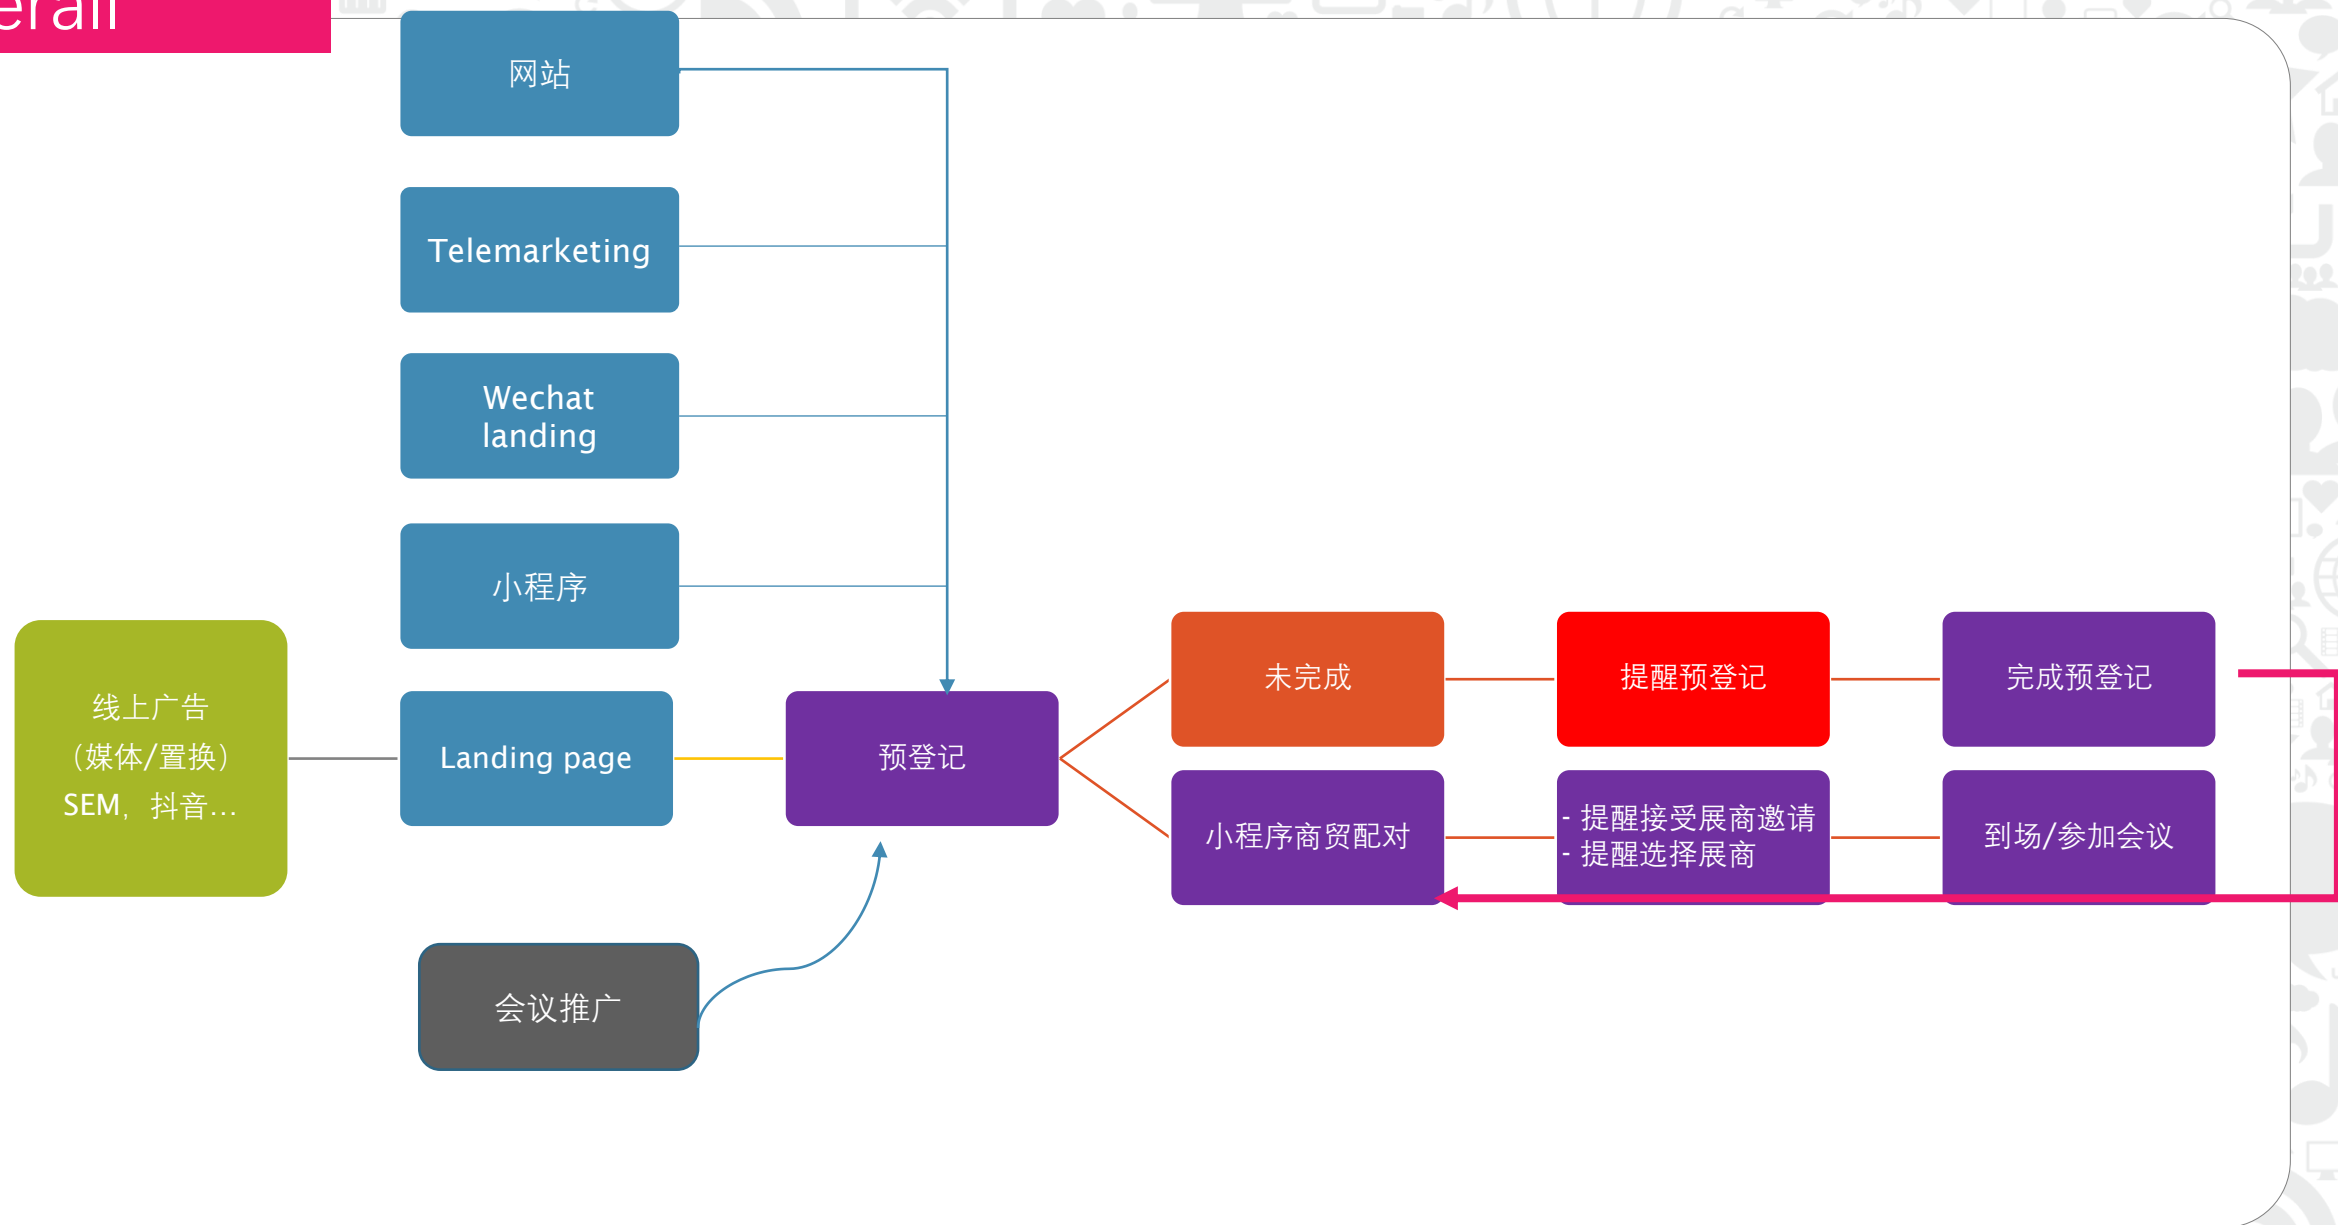 erall
网站
Telemarketing
Wechat
landing
小程序
线上广告
（媒体/置换）
SEM，抖音...
Landing page
预登记
未完成
提醒预登记
完成预登记
小程序商贸配对
- 提醒接受展商邀请
- 提醒选择展商
到场/参加会议
会议推广